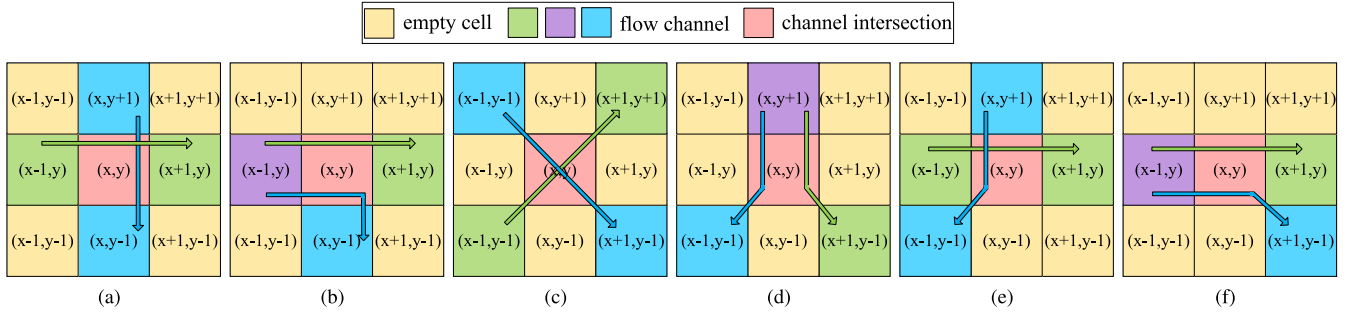 empty cell flow channel channel intersection
(x-1,y-1) (x,y+1) (x+1,y+1) (x-1,y-1) (x,y+1) (x+1,y+1) (x-1,y-1) (x,y+1) (x+1,y+1) (x-1,y-1) (x,y+1) (x+1,y+1) (x-1,y-1) (x,y+1) (x+1,y+1) (x-1,y-1) (x,y+1) (x+1,y+1)
(x-1,y) (x,y) (x+1,y) (x-1,y) (x,y) (x+1,y) (x-1,y) (x,y) (x+1,y) (x-1,y) (x,y) (x+1,y) (x-1,y) (x,y) (x+1,y) (x-1,y) (x,y) (x+1,y)
(x-1,y-1) (x,y-1) (x+1,y-1) (x-1,y-1) (x,y-1) (x+1,y-1) (x-1,y-1) (x,y-1) (x+1,y-1) (x-1,y-1) (x,y-1) (x+1,y-1) (x-1,y-1) (x,y-1) (x+1,y-1) (x-1,y-1) (x,y-1) (x+1,y-1)
(a) (b) (c) (d) (e) (f)